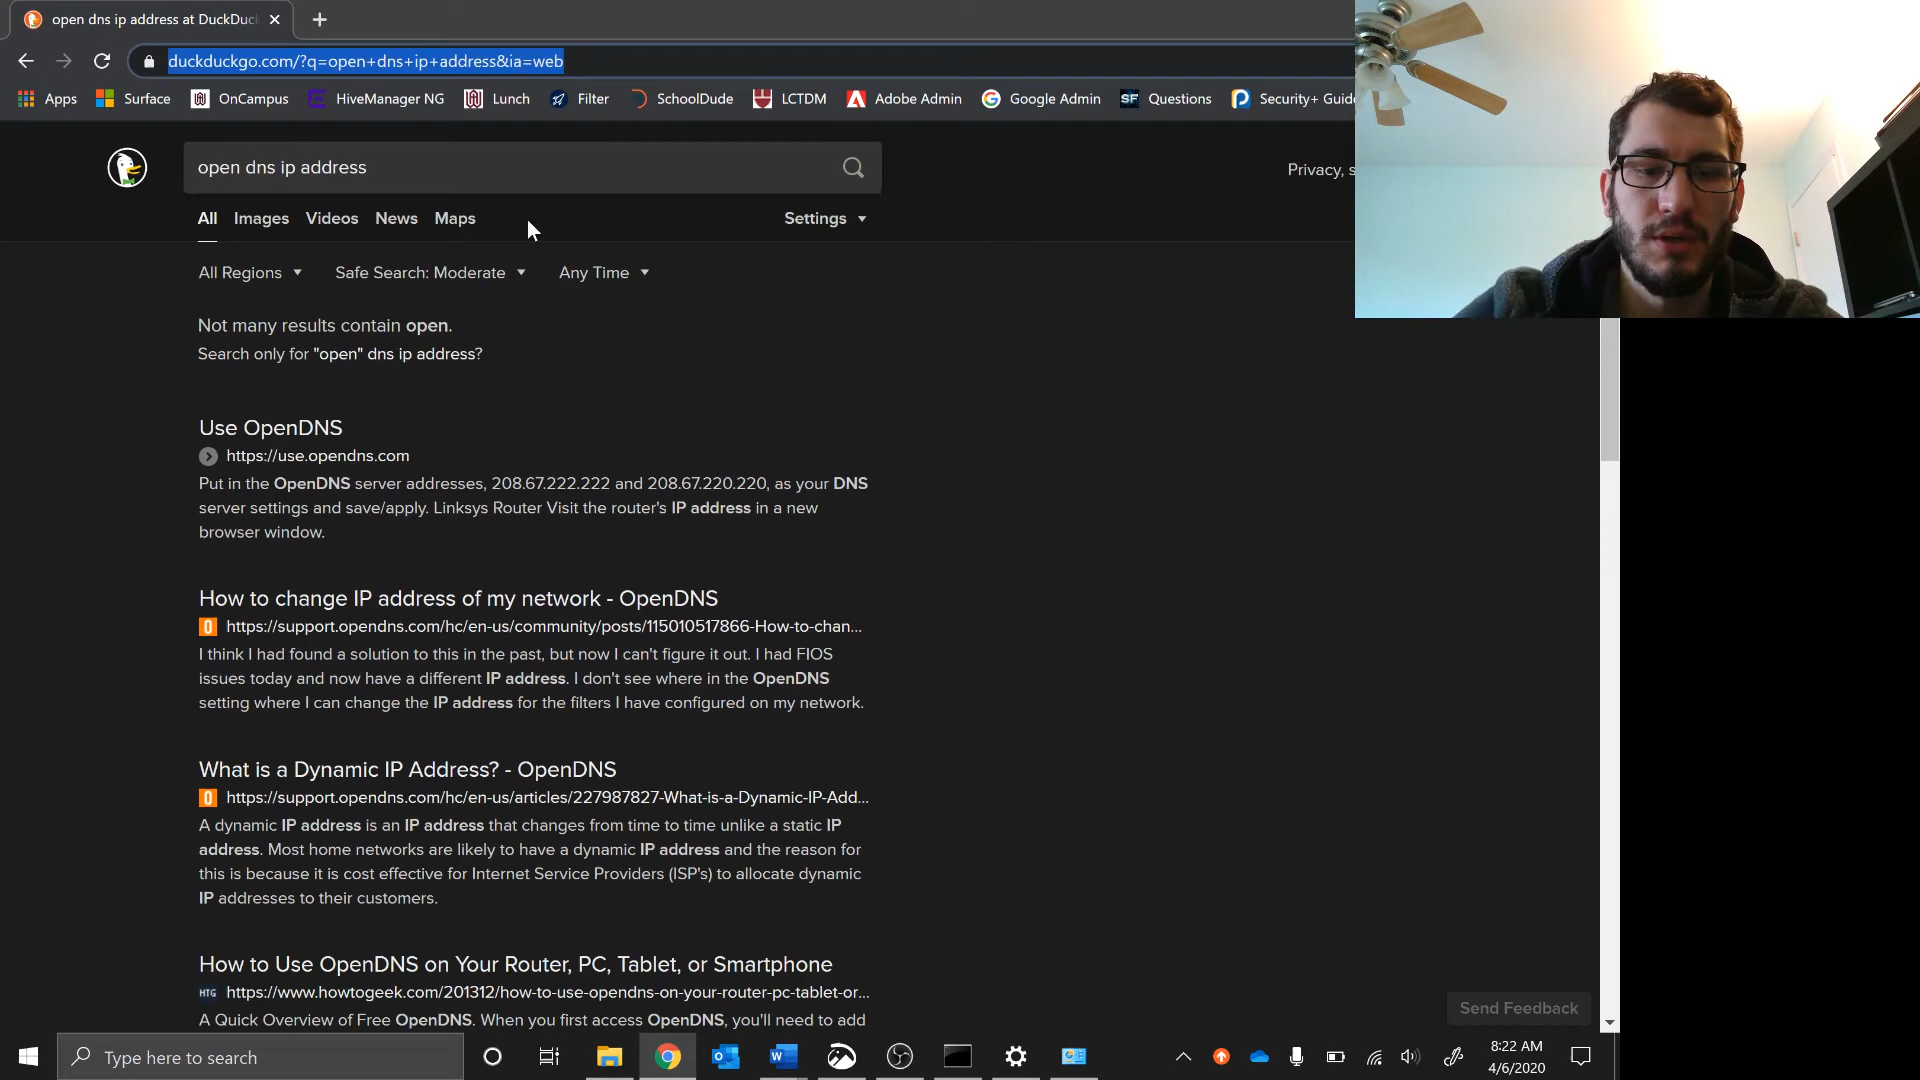 open dns ip address at DuckDuc
duckduckgo.com/?q=open+dns+ip+address&ia=web
Apps Surface OnCampus HiveManager NG Lunch Filter SchoolDude LCTDM Adobe Admin Google Admin SF Questions Security+ Guide
open dns ip address
Privacy, s
All Images Videos News Maps Settings
All Regions Safe Search: Moderate Any Time
Not many results contain open.
Search only for "open" dns ip address?
Use OpenDNS
https://use.opendns.com
Put in the OpenDNS server addresses, 208.67.222.222 and 208.67.220.220, as your DNS
server settings and save/apply. Linksys Router Visit the router's IP address in a new
browser window.
How to change IP address of my network - OpenDNS
https://support.opendns.com/hc/en-us/community/posts/115010517866-How-to-chan...
I think I had found a solution to this in the past, but now I can't figure it out. I had FIOS
issues today and now have a different IP address. I don't see where in the OpenDNS
setting where I can change the IP address for the filters I have configured on my network.
What is a Dynamic IP Address? - OpenDNS
https://support.opendns.com/hc/en-us/articles/227987827-What-is-a-Dynamic-IP-Add...
A dynamic IP address is an IP address that changes from time to time unlike a static IP
address. Most home networks are likely to have a dynamic IP address and the reason for
this is because it is cost effective for Internet Service Providers (ISP's) to allocate dynamic
IP addresses to their customers.
How to Use OpenDNS on Your Router, PC, Tablet, or Smartphone
HTG https://www.howtogeek.com/201312/how-to-use-opendns-on-your-router-pc-tablet-or...
A Quick Overview of Free OpenDNS. When you first access OpenDNS, you'll need to add
Send Feedback
Type here to search
8:22 AM
4/6/2020